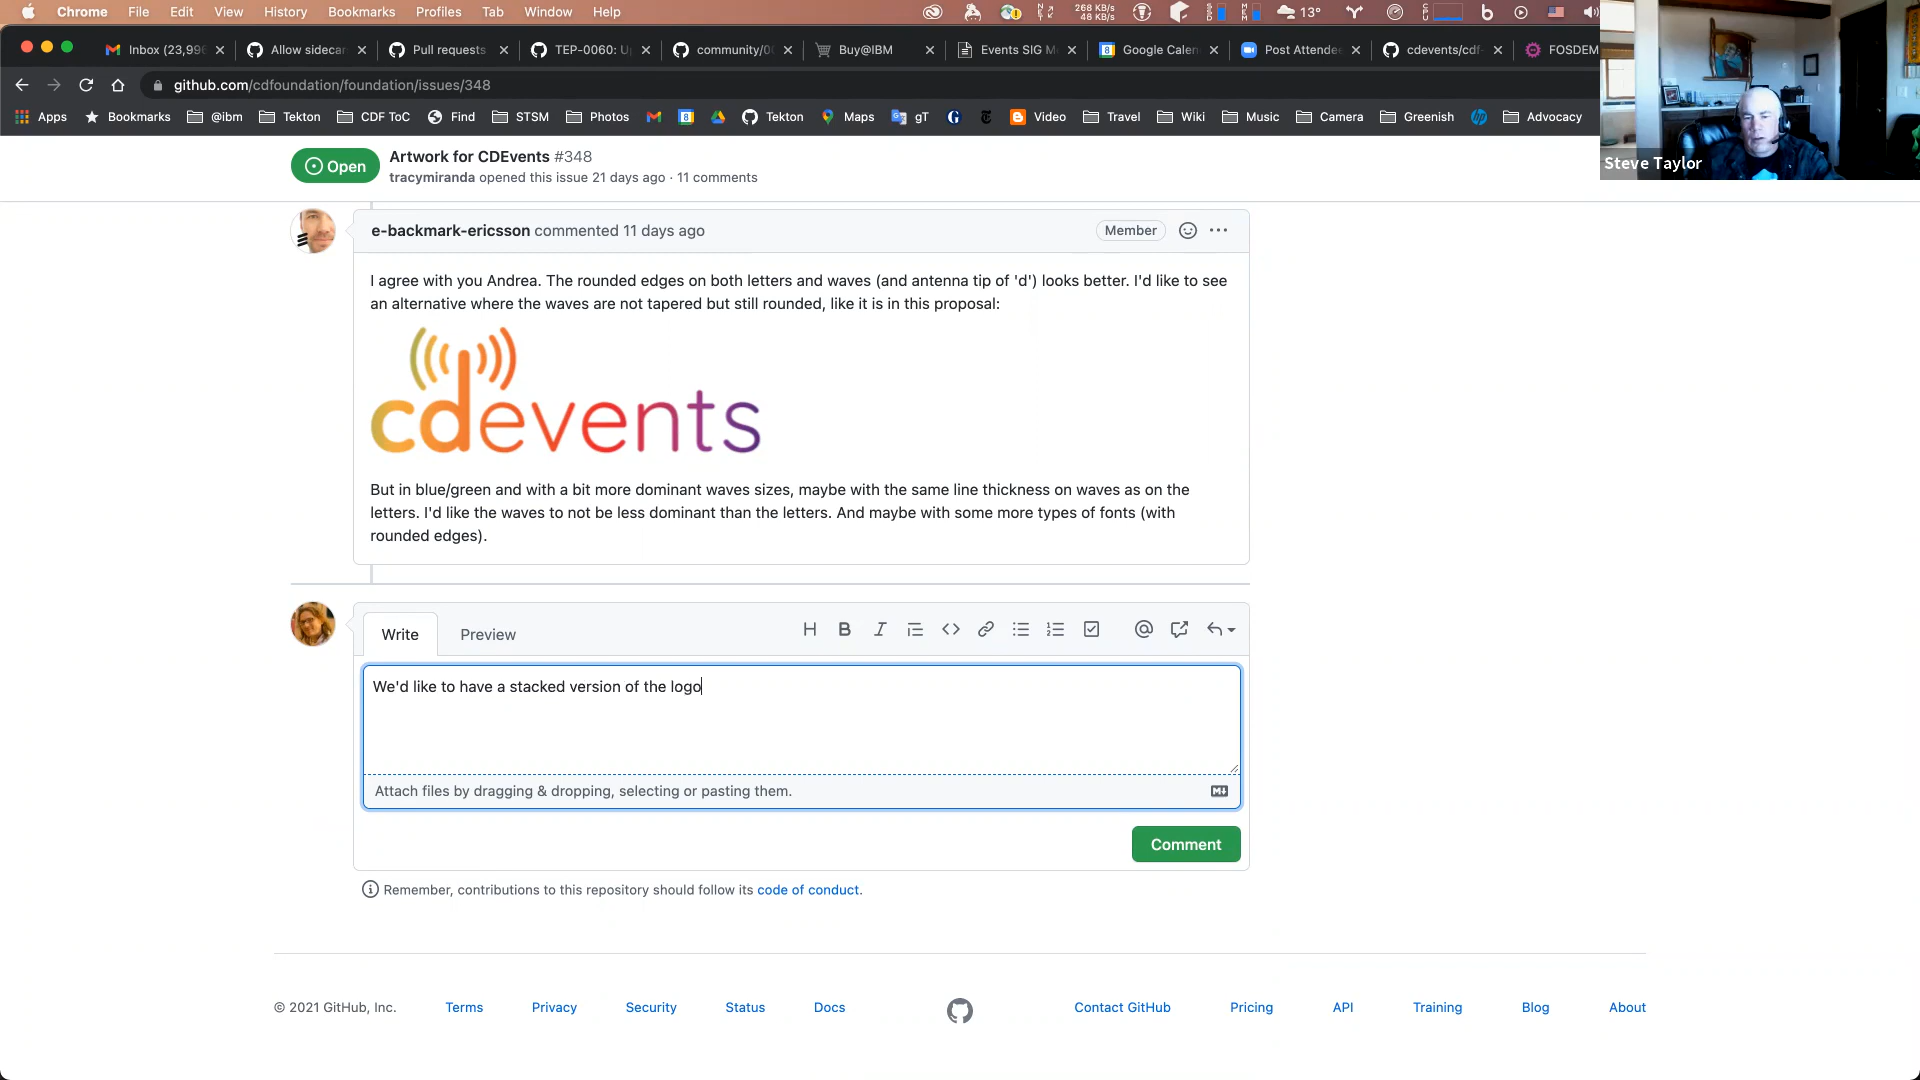 Chrome File Edit View History Bookmarks Profiles Tab Window Help 268 KB/s 46 KB/s 13°
Inbox (23,996 Allow sidecar Pull requests TEP-0060: U community/00 Buy@IBM Events SIG M Google Calen Post Attende cdevents/cdf- FOSDEM
github.com/cdfoundation/foundation/issues/348
Apps Bookmarks @ibm Tekton CDF ToC Find STSM Photos Tekton Maps gT Video Travel Wiki Music Camera Greenish Advocacy
Steve Taylor
Open
Artwork for CDEvents #348
tracymiranda opened this issue 21 days ago · 11 comments
e-backmark-ericsson commented 11 days ago
Member
I agree with you Andrea. The rounded edges on both letters and waves (and antenna tip of 'd') looks better. I'd like to see
an alternative where the waves are not tapered but still rounded, like it is in this proposal:
cdevents
But in blue/green and with a bit more dominant waves sizes, maybe with the same line thickness on waves as on the
letters. I'd like the waves to not be less dominant than the letters. And maybe with some more types of fonts (with
rounded edges).
Write Preview
We'd like to have a stacked version of the logo
Attach files by dragging & dropping, selecting or pasting them.
Comment
Remember, contributions to this repository should follow its code of conduct.
© 2021 GitHub, Inc. Terms Privacy Security Status Docs Contact GitHub Pricing API Training Blog About